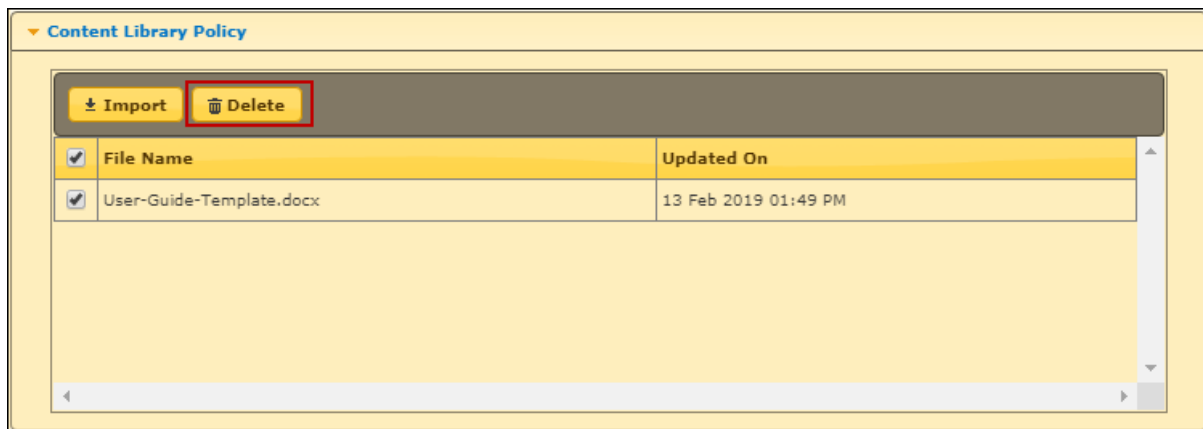 Content Library Policy
Import Delete
File Name Updated On
User-Guide-Template.docx 13 Feb 2019 01:49 PM